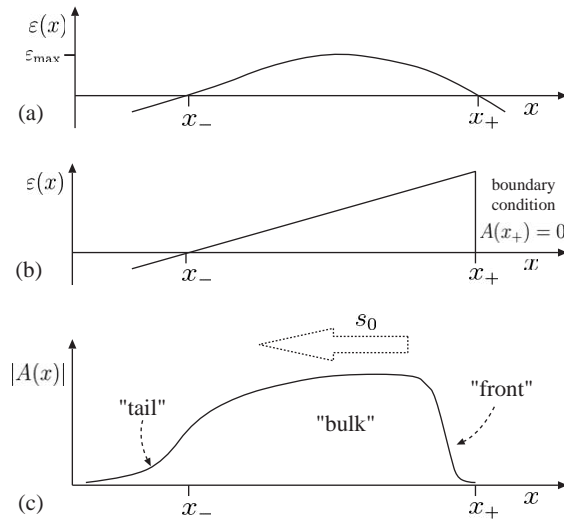 ε(x)
ε_max
(a)
x_−
x_+
x
ε(x)
boundary
condition
A(x_+) = 0
(b)
x_−
x_+
x
s_0
|A(x)|
"tail"
"bulk"
"front"
(c)
x_−
x_+
x